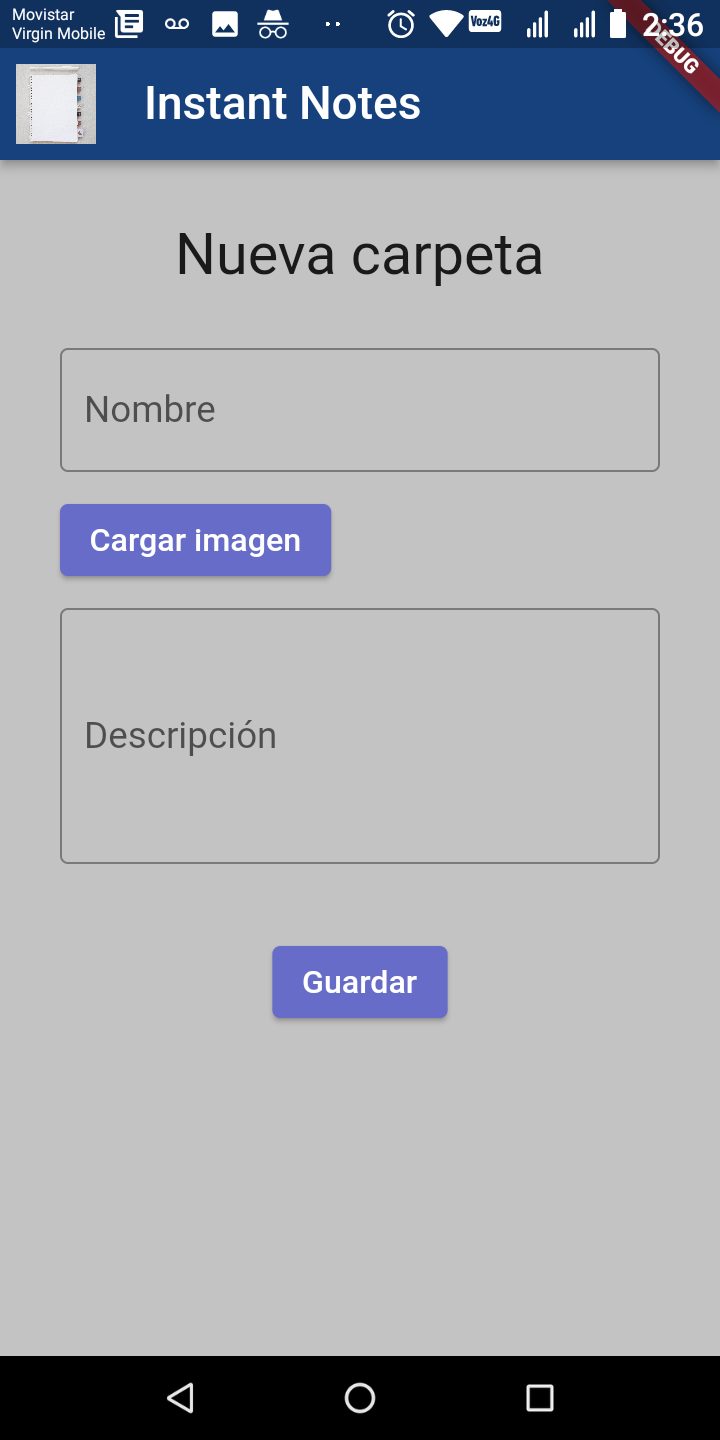 Movistar
Virgin Mobile
Voz4G
2:36
DEBUG
Instant Notes
Nueva carpeta
Nombre
Cargar imagen
Descripción
Guardar